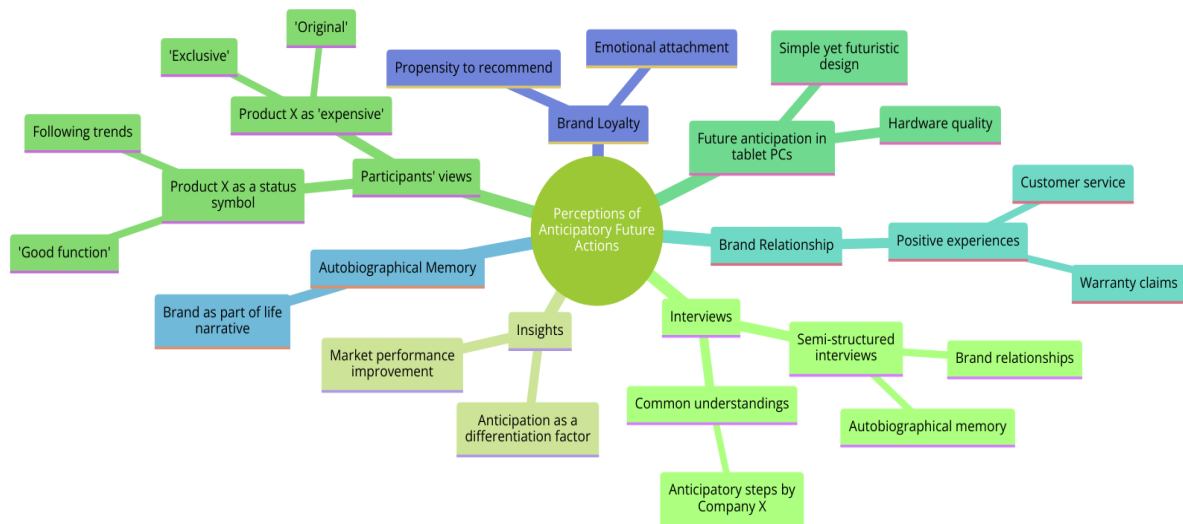 Perceptions of
Anticipatory Future
Actions
Brand Loyalty
Propensity to recommend
Emotional attachment
Future anticipation in
tablet PCs
Simple yet futuristic
design
Hardware quality
Brand Relationship
Positive experiences
Customer service
Warranty claims
Interviews
Semi-structured
interviews
Brand relationships
Autobiographical memory
Common understandings
Anticipatory steps by
Company X
Insights
Market performance
improvement
Anticipation as a
differentiation factor
Autobiographical Memory
Brand as part of life
narrative
Participants' views
Product X as 'expensive'
'Original'
'Exclusive'
Product X as a status
symbol
Following trends
'Good function'